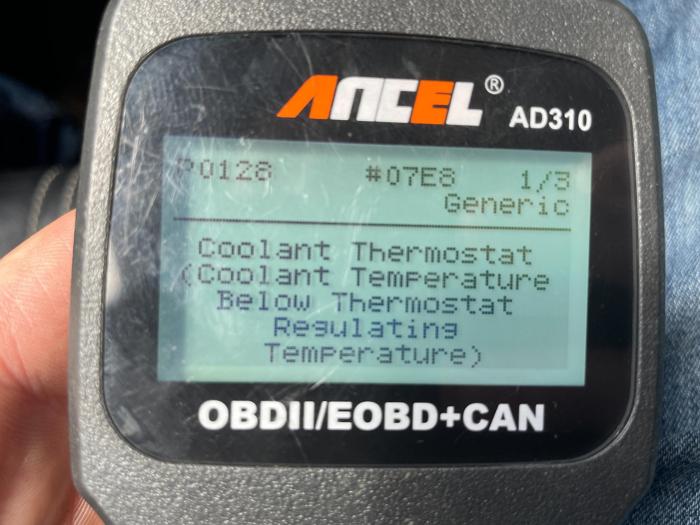 ANCEL® AD310
P0128 #07E8 1/3
Generic
Coolant Thermostat
(Coolant Temperature
Below Thermostat
Regulating
Temperature)
OBDII/EOBD+CAN